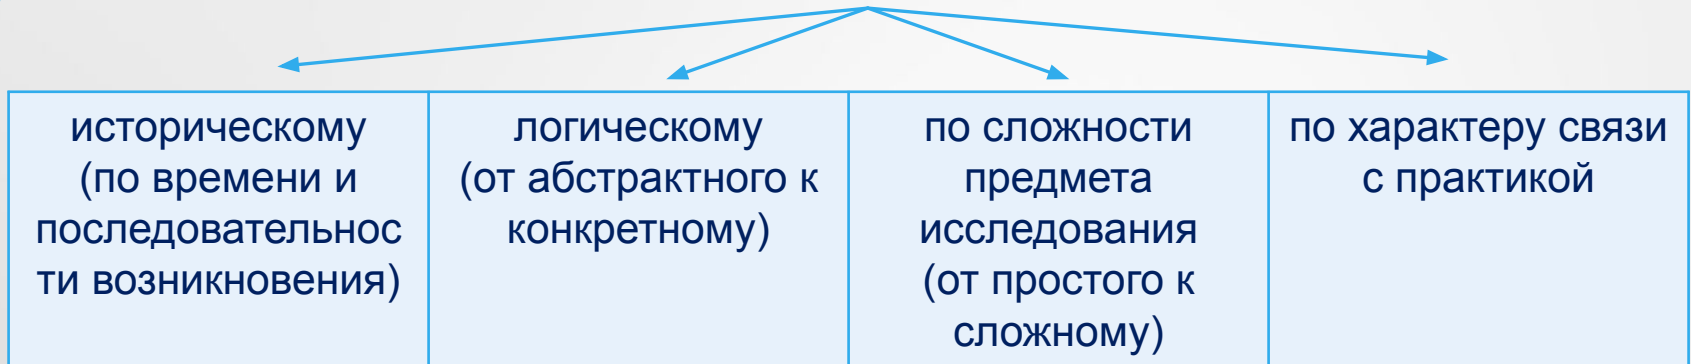 историческому
(по времени и
последовательнос
ти возникновения)
логическому
(от абстрактного к
конкретному)
по сложности
предмета
исследования
(от простого к
сложному)
по характеру связи
с практикой